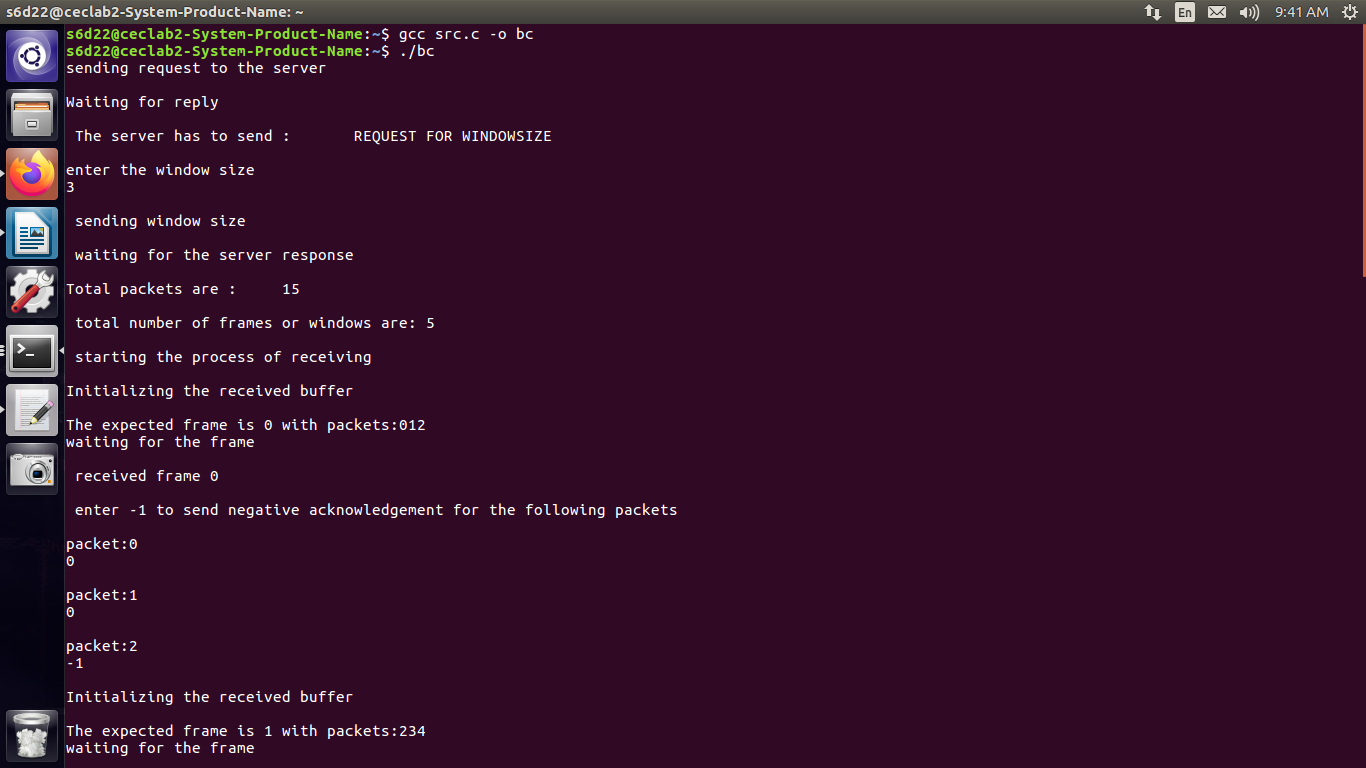 s6d22@ceclab2-System-Product-Name: ~
En
9:41 AM
s6d22@ceclab2-System-Product-Name:~$ gcc src.c -o bc
s6d22@ceclab2-System-Product-Name:~$ ./bc
sending request to the server
Waiting for reply
The server has to send :       REQUEST FOR WINDOWSIZE
enter the window size
3
sending window size
waiting for the server response
Total packets are :     15
total number of frames or windows are: 5
starting the process of receiving
Initializing the received buffer
The expected frame is 0 with packets:012
waiting for the frame
received frame 0
enter -1 to send negative acknowledgement for the following packets
packet:0
0
packet:1
0
packet:2
-1
Initializing the received buffer
The expected frame is 1 with packets:234
waiting for the frame